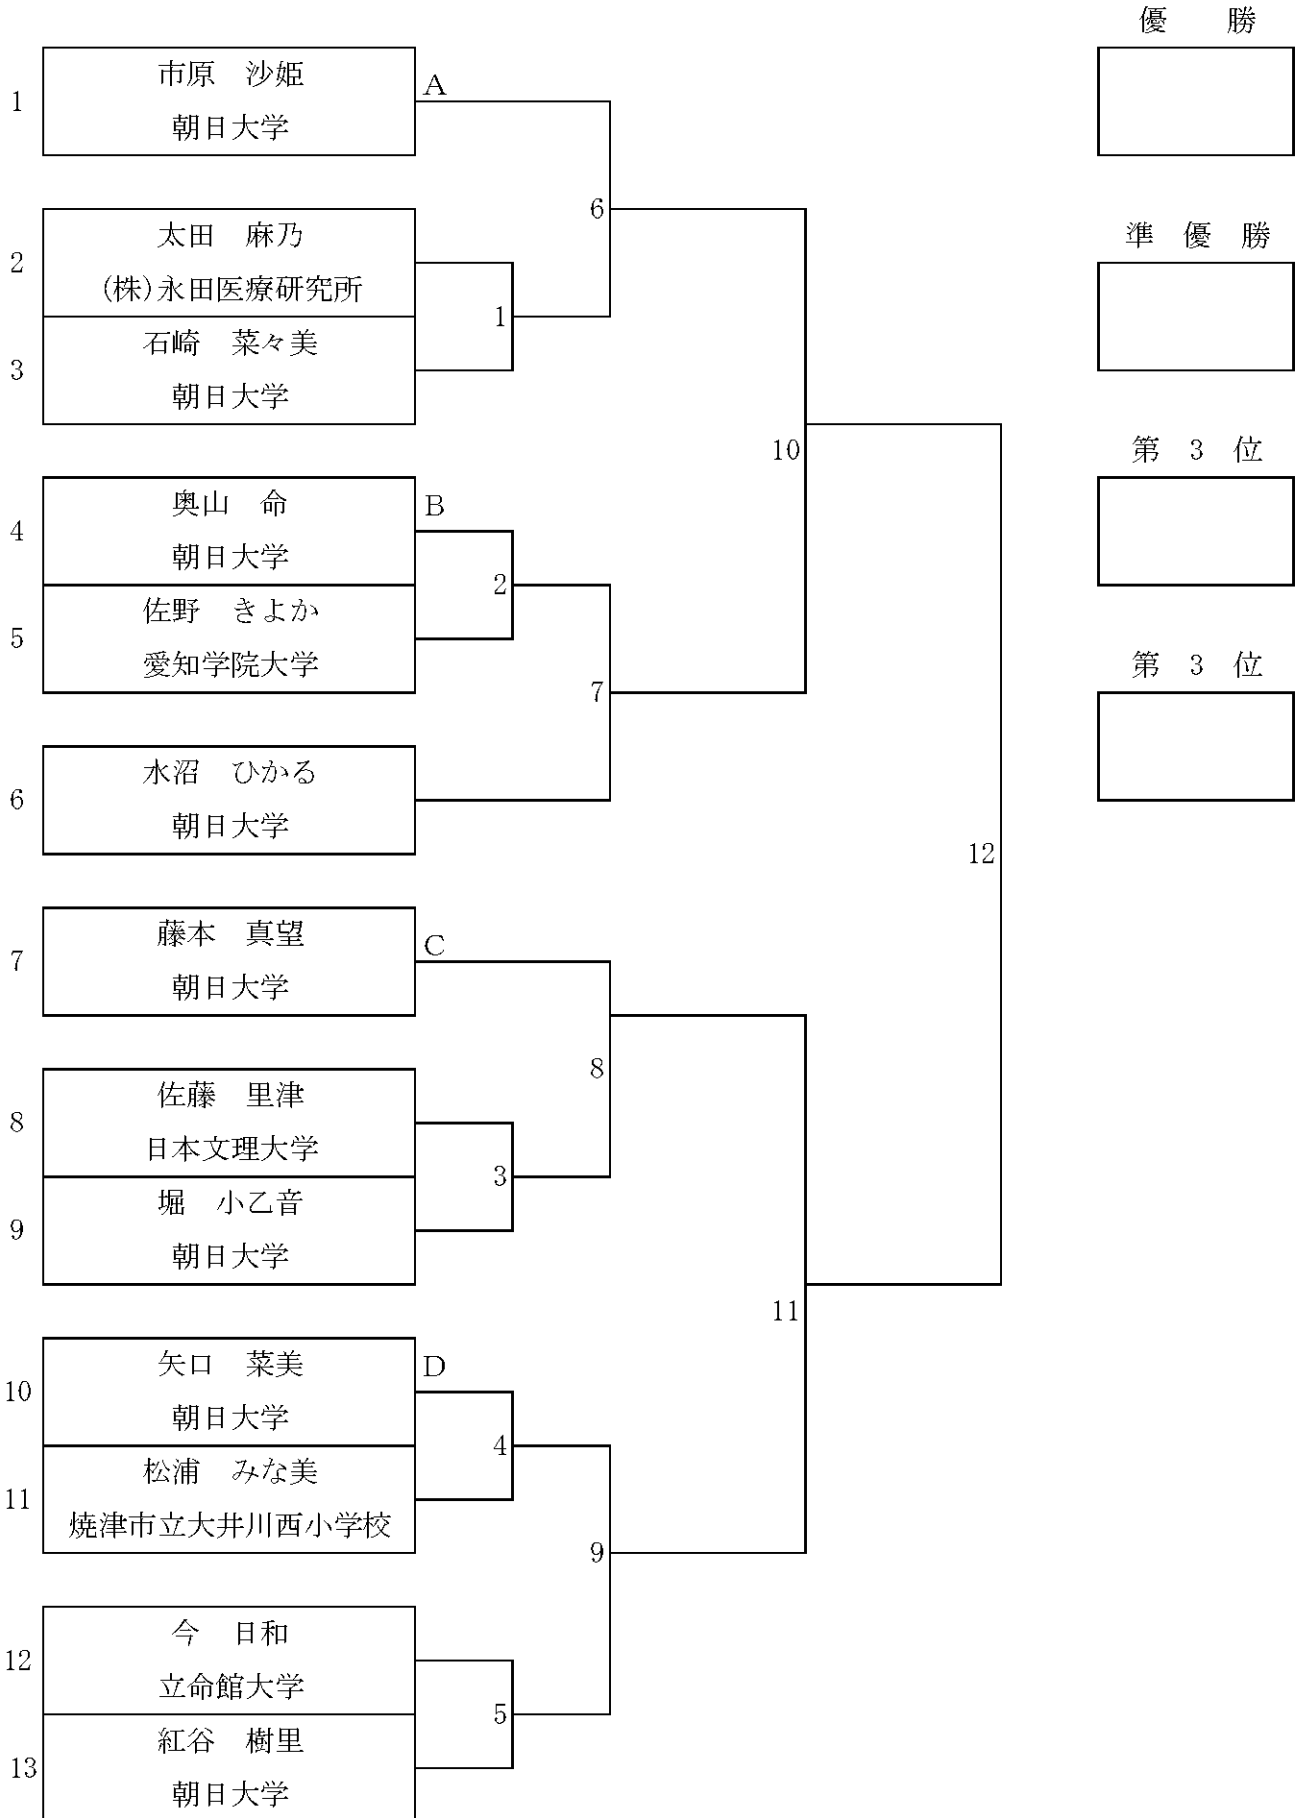 優　勝
1
市原　沙姫
朝日大学
A
6
準　優　勝
2
太田　麻乃
(株)永田医療研究所
1
3
石崎　菜々美
朝日大学
10
第　3　位
4
奥山　命
朝日大学
B
2
5
佐野　きよか
愛知学院大学
7
第　3　位
6
水沼　ひかる
朝日大学
12
7
藤本　真望
朝日大学
C
8
8
佐藤　里津
日本文理大学
3
9
堀　小乙音
朝日大学
11
10
矢口　菜美
朝日大学
D
4
11
松浦　みな美
焼津市立大井川西小学校
9
12
今　日和
立命館大学
5
13
紅谷　樹里
朝日大学